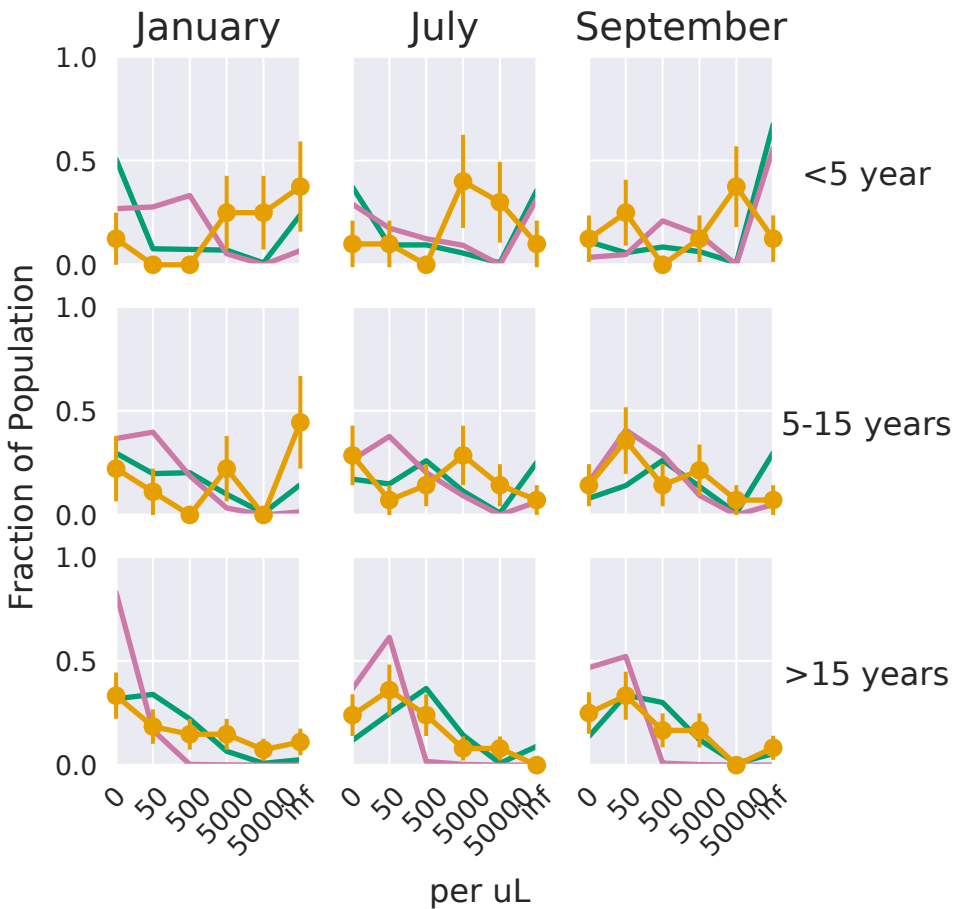 January July September
1.0
0.5
0.0
<5 year
1.0
0.5
0.0
5-15 years
1.0
0.5
0.0
>15 years
Fraction of Population
0 50 500 5000 50000 inf 0 50 500 5000 50000 inf 0 50 500 5000 50000 inf
per uL